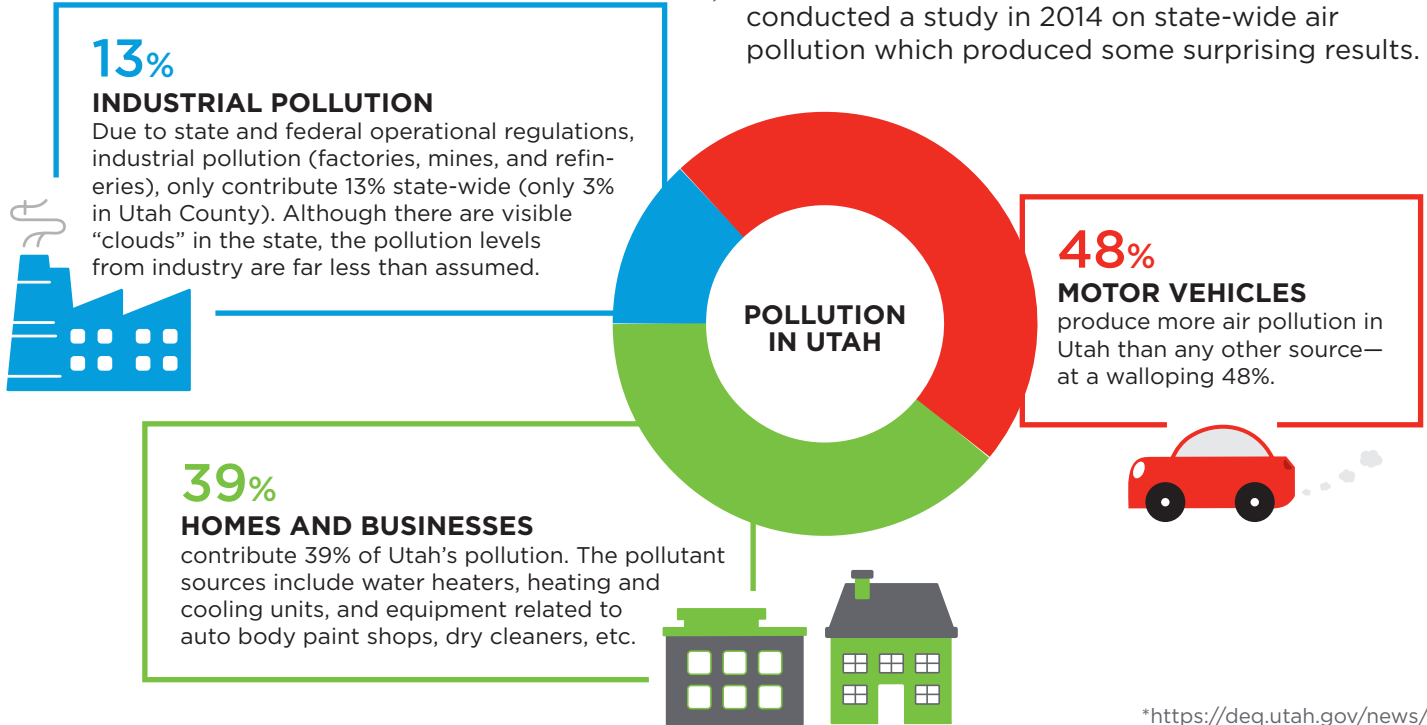 conducted a study in 2014 on state-wide air
pollution which produced some surprising results.
13%
INDUSTRIAL POLLUTION
Due to state and federal operational regulations,
industrial pollution (factories, mines, and refin-
eries), only contribute 13% state-wide (only 3%
in Utah County). Although there are visible
“clouds” in the state, the pollution levels
from industry are far less than assumed.
POLLUTION
IN UTAH
48%
MOTOR VEHICLES
produce more air pollution in
Utah than any other source—
at a walloping 48%.
39%
HOMES AND BUSINESSES
contribute 39% of Utah’s pollution. The pollutant
sources include water heaters, heating and
cooling units, and equipment related to
auto body paint shops, dry cleaners, etc.
*https://deq.utah.gov/news/